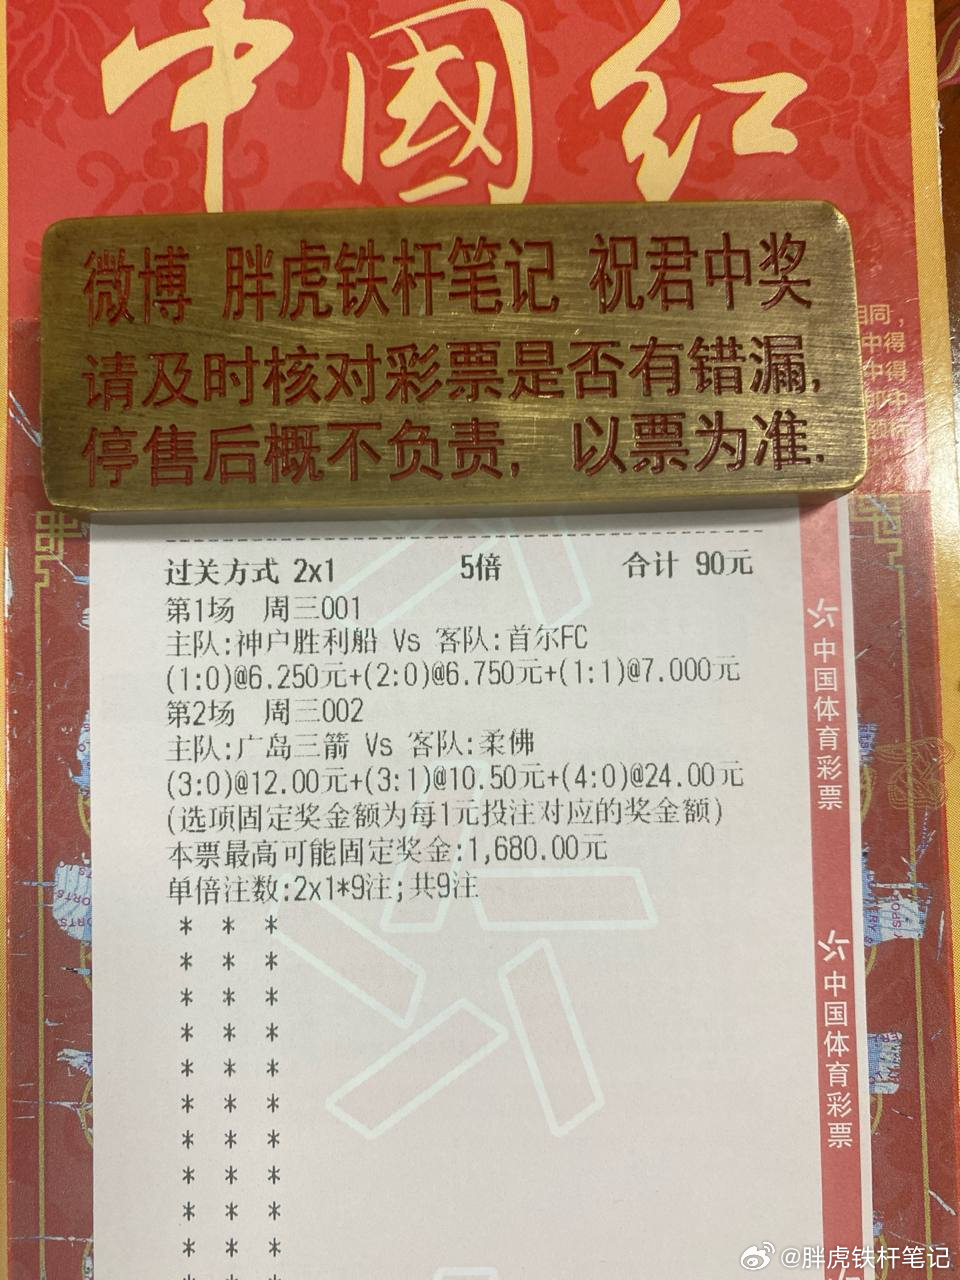 中國红
微博 胖虎铁杆笔记 祝君中奖
请及时核对彩票是否有错漏,
停售后概不负责, 以票为准.
相同,
中得
中得
即中
过关方式 2x1 5倍 合计 90元
第1场 周三001
主队:神户胜利船 Vs 客队:首尔FC
(1:0)@6.250元+(2:0)@6.750元+(1:1)@7.000元
第2场 周三002
主队:广岛三箭 Vs 客队:柔佛
(3:0)@12.00元+(3:1)@10.50元+(4:0)@24.00元
(选项固定奖金额为每1元投注对应的奖金额)
本票最高可能固定奖金:1,680.00元
单倍注数:2x1*9注;共9注
* * *
* * *
* * *
* * *
* * *
* * *
* * *
* * *
* * *
* * *
中国体育彩票
中国体育彩票
@胖虎铁杆笔记